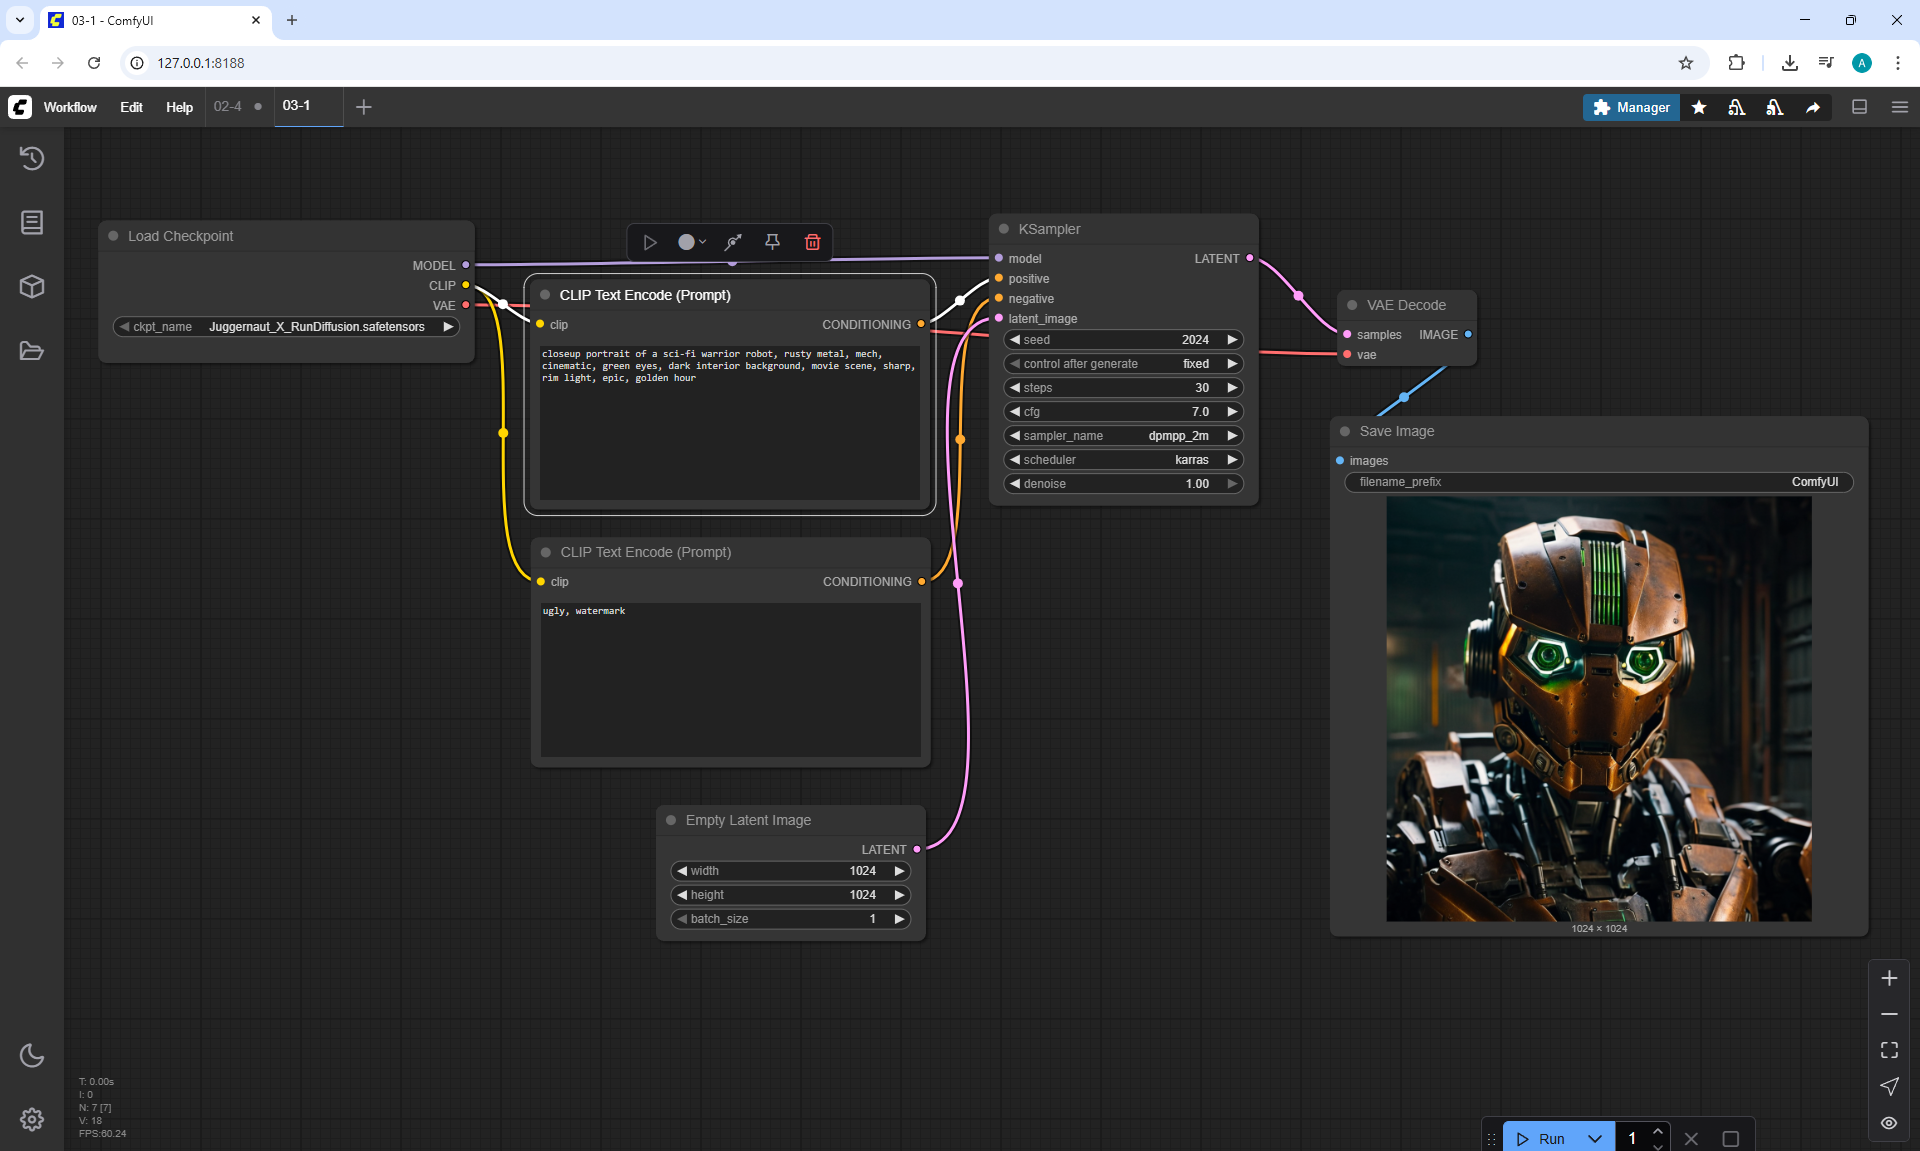 03-1 - ComfyUI
127.0.0.1:8188
Workflow Edit Help 02-4 03-1 Manager
Load Checkpoint
MODEL
CLIP
VAE
ckpt_name Juggernaut_X_RunDiffusion.safetensors
CLIP Text Encode (Prompt)
clip CONDITIONING
closeup portrait of a sci-fi warrior robot, rusty metal, mech,
cinematic, green eyes, dark interior background, movie scene, sharp,
rim light, epic, golden hour
CLIP Text Encode (Prompt)
clip CONDITIONING
ugly, watermark
Empty Latent Image
LATENT
width 1024
height 1024
batch_size 1
KSampler
model LATENT
positive
negative
latent_image
seed 2024
control after generate fixed
steps 30
cfg 7.0
sampler_name dpmpp_2m
scheduler karras
denoise 1.00
VAE Decode
samples IMAGE
vae
Save Image
images
filename_prefix ComfyUI
1024 × 1024
T: 0.00s
I: 0
N: 7 [7]
V: 18
FPS:60.24
Run 1
A